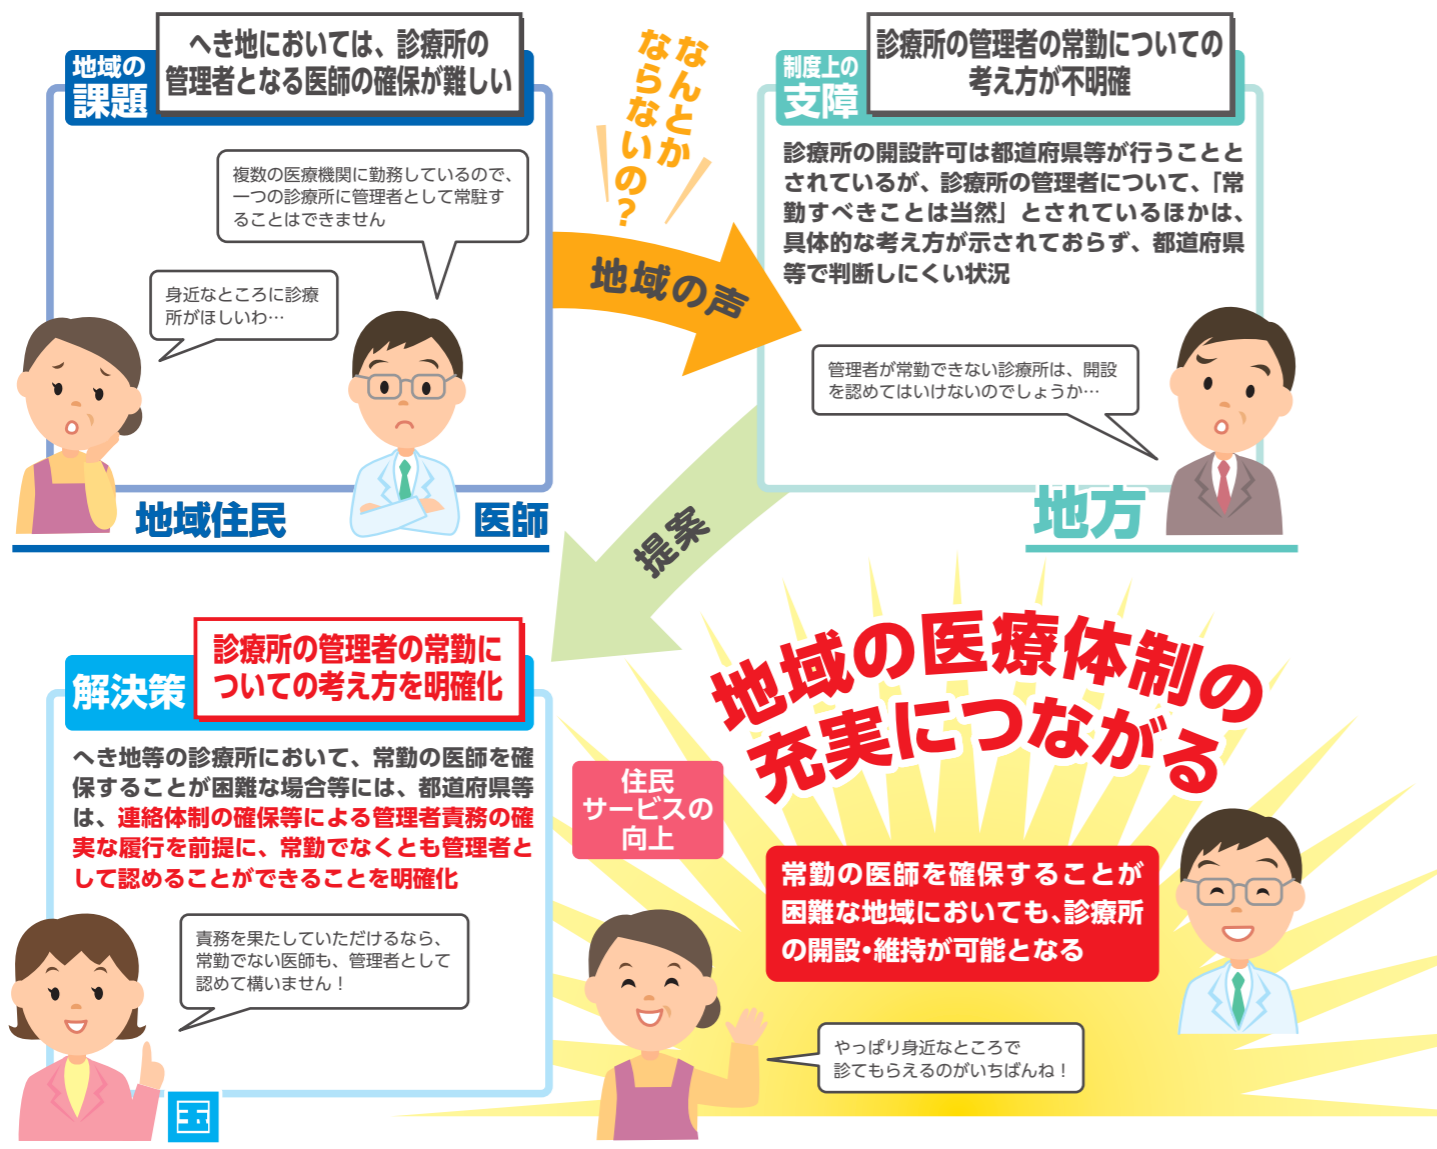 地域の
課題
へき地においては、診療所の
管理者となる医師の確保が難しい
複数の医療機関に勤務しているので、
一つの診療所に管理者として常駐す
ることはできません
身近なところに診療
所がほしいわ…
地域住民
医師
なんとか
ならないの?
地域の声
制度上の
支障
診療所の管理者の常勤についての
考え方が不明確
診療所の開設許可は都道府県等が行うことと
されているが、診療所の管理者について、「常
勤すべきことは当然」とされているほかは、
具体的な考え方が示されておらず、都道府県
等で判断しにくい状況
管理者が常勤できない診療所は、開設
を認めてはいけないのでしょうか…
地方
提案
解決策
診療所の管理者の常勤に
ついての考え方を明確化
へき地等の診療所において、常勤の医師を確
保することが困難な場合等には、都道府県等
は、連絡体制の確保等による管理者責務の確
実な履行を前提に、常勤でなくとも管理者と
して認めることができることを明確化
責務を果たしていただけるなら、
常勤でない医師も、管理者として
認めて構いません！
国
地域の医療体制の
充実につながる
住民
サービスの
向上
常勤の医師を確保することが
困難な地域においても、診療所
の開設・維持が可能となる
やっぱり身近なところで
診てもらえるのがいちばんね！